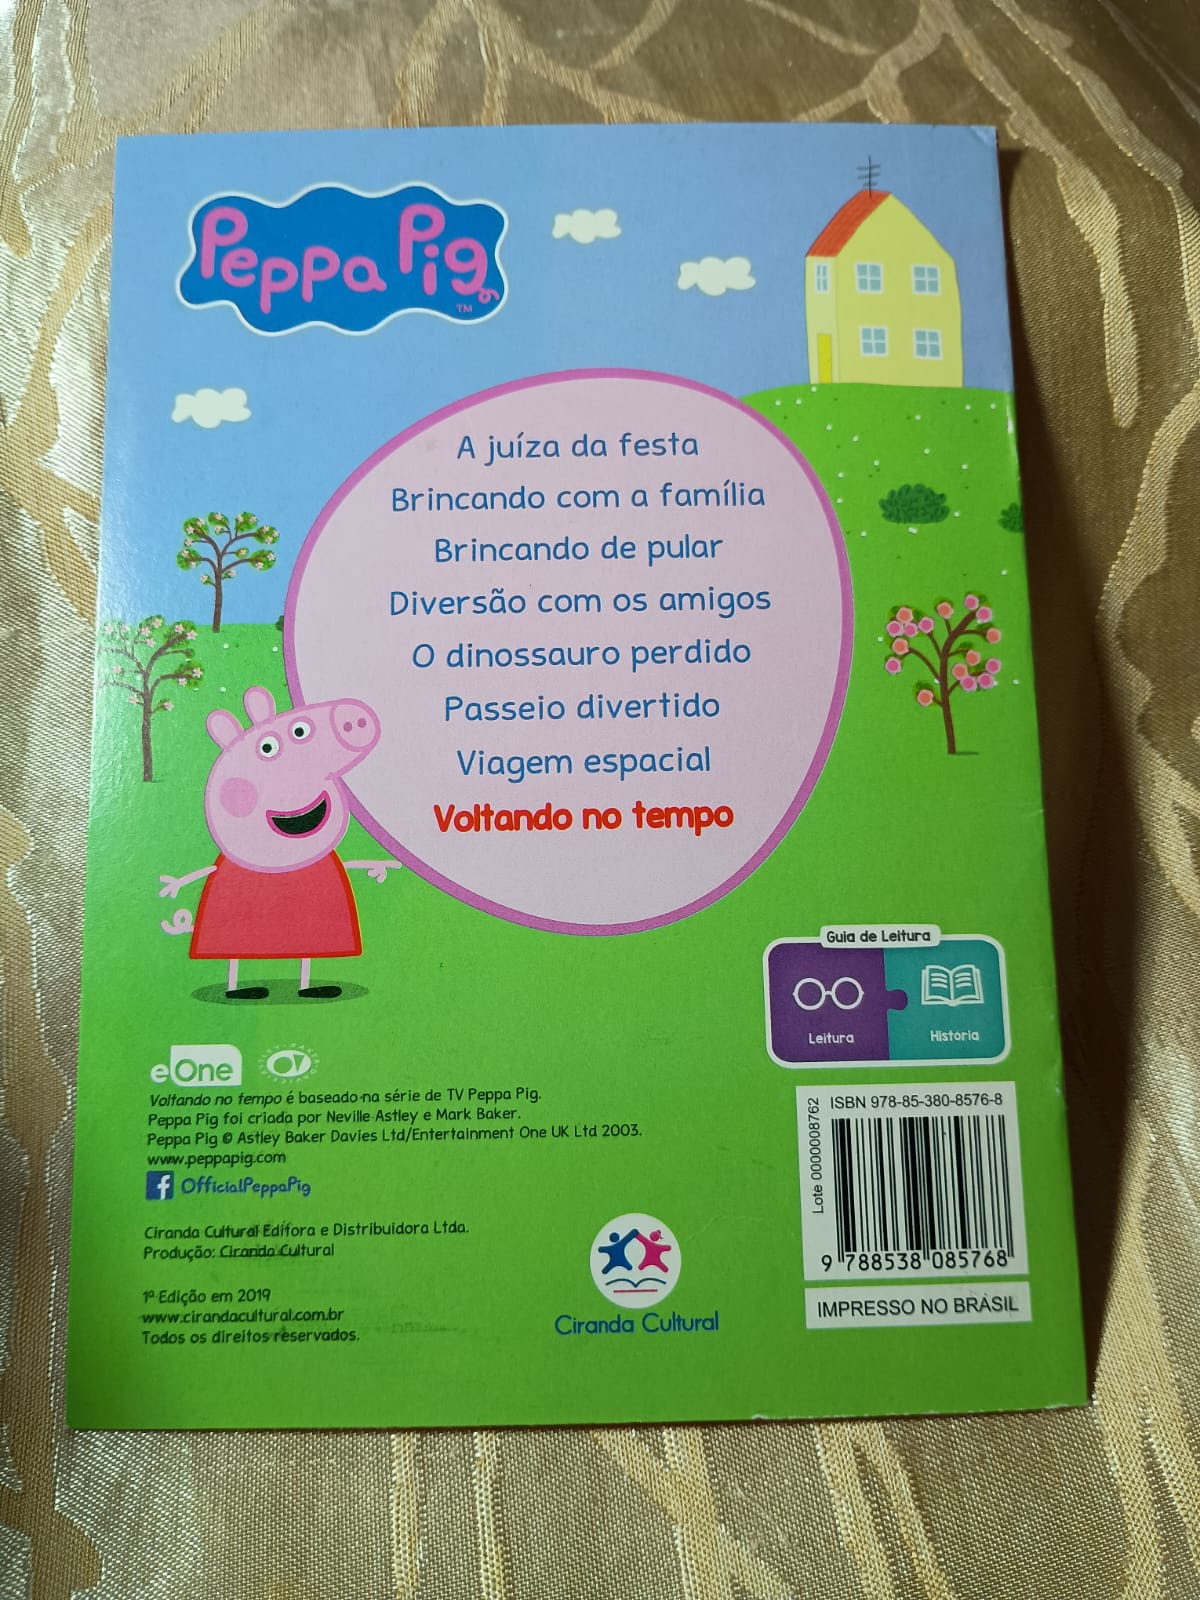 Peppa Pig
TM
A juíza da festa
Brincando com a família
Brincando de pular
Diversão com os amigos
O dinossauro perdido
Passeio divertido
Viagem espacial
Voltando no tempo
Guia de Leitura
Leitura
História
eOne
Voltando no tempo é baseado na série de TV Peppa Pig.
Peppa Pig foi criada por Neville Astley e Mark Baker.
Peppa Pig © Astley Baker Davies Ltd/Entertainment One UK Ltd 2003.
www.peppapig.com
OfficialPeppaPig
Ciranda Cultural Editora e Distribuidora Ltda.
Produção: Ciranda Cultural
1ª Edição em 2019
www.cirandacultural.com.br
Todos os direitos reservados.
Ciranda Cultural
Lote 0000008762
ISBN 978-85-380-8576-8
9 788538 085768
IMPRESSO NO BRASIL